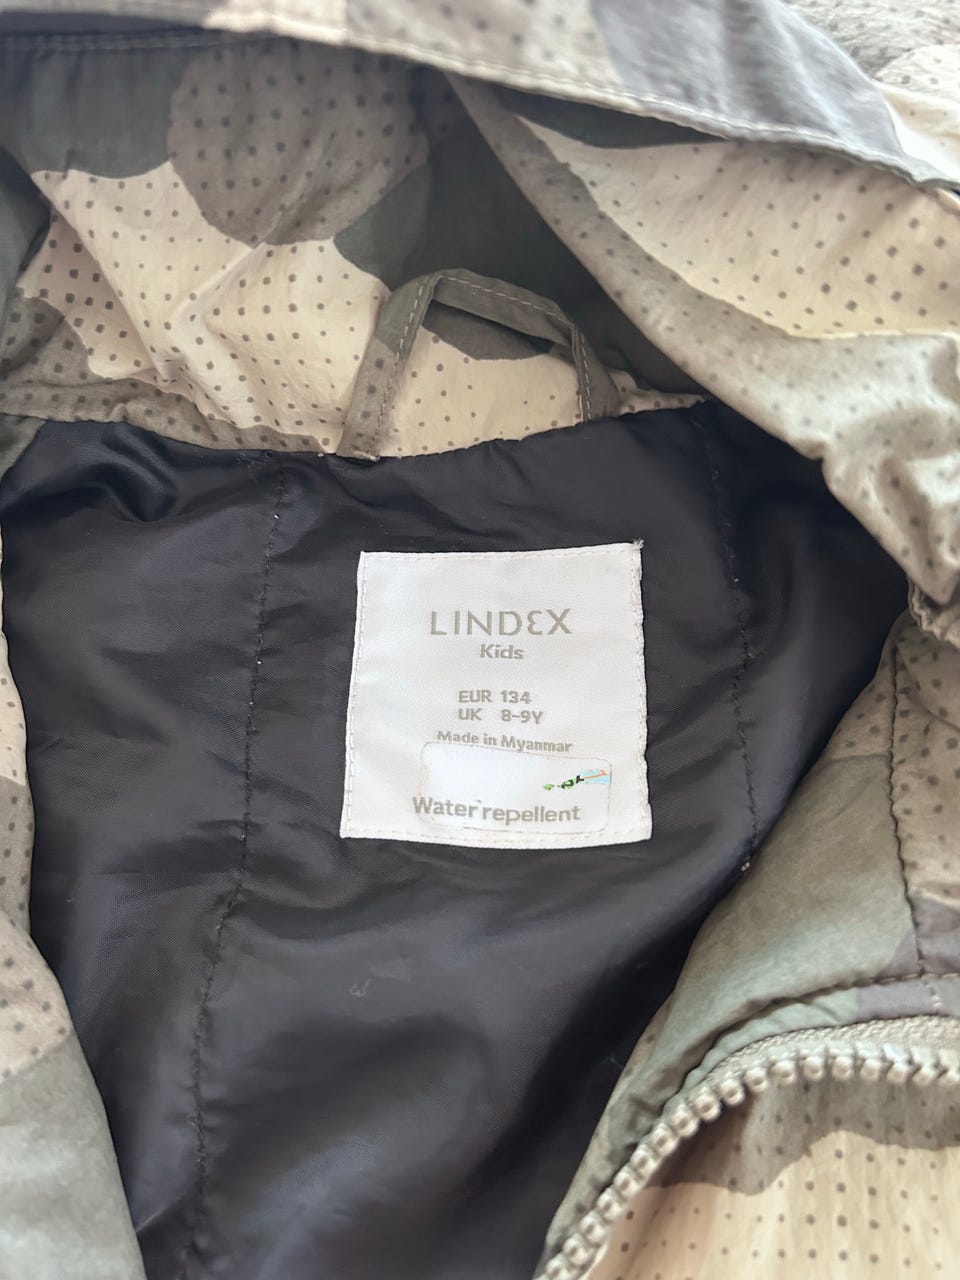 LINDEX
Kids
EUR 134
UK 8-9Y
Made in Myanmar
Water repellent